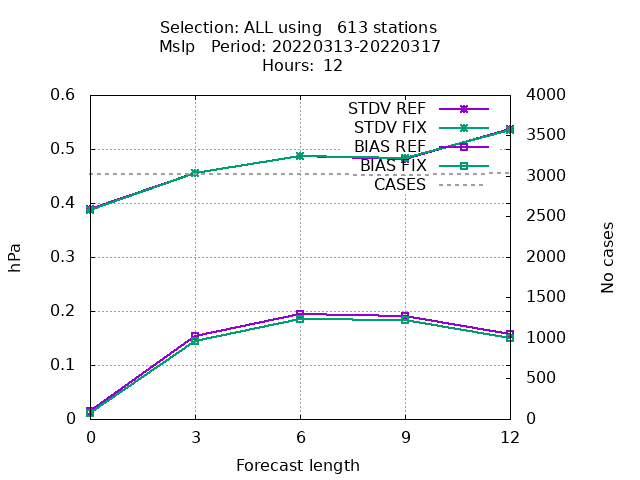 Selection: ALL using   613 stations
Mslp   Period: 20220313-20220317
Hours:  12
0.6
0.5
0.4
0.3
0.2
0.1
0
4000
3500
3000
2500
2000
1500
1000
500
0
STDV REF
STDV FIX
BIAS REF
BIAS FIX
CASES
hPa
No cases
0 3 6 9 12
Forecast length